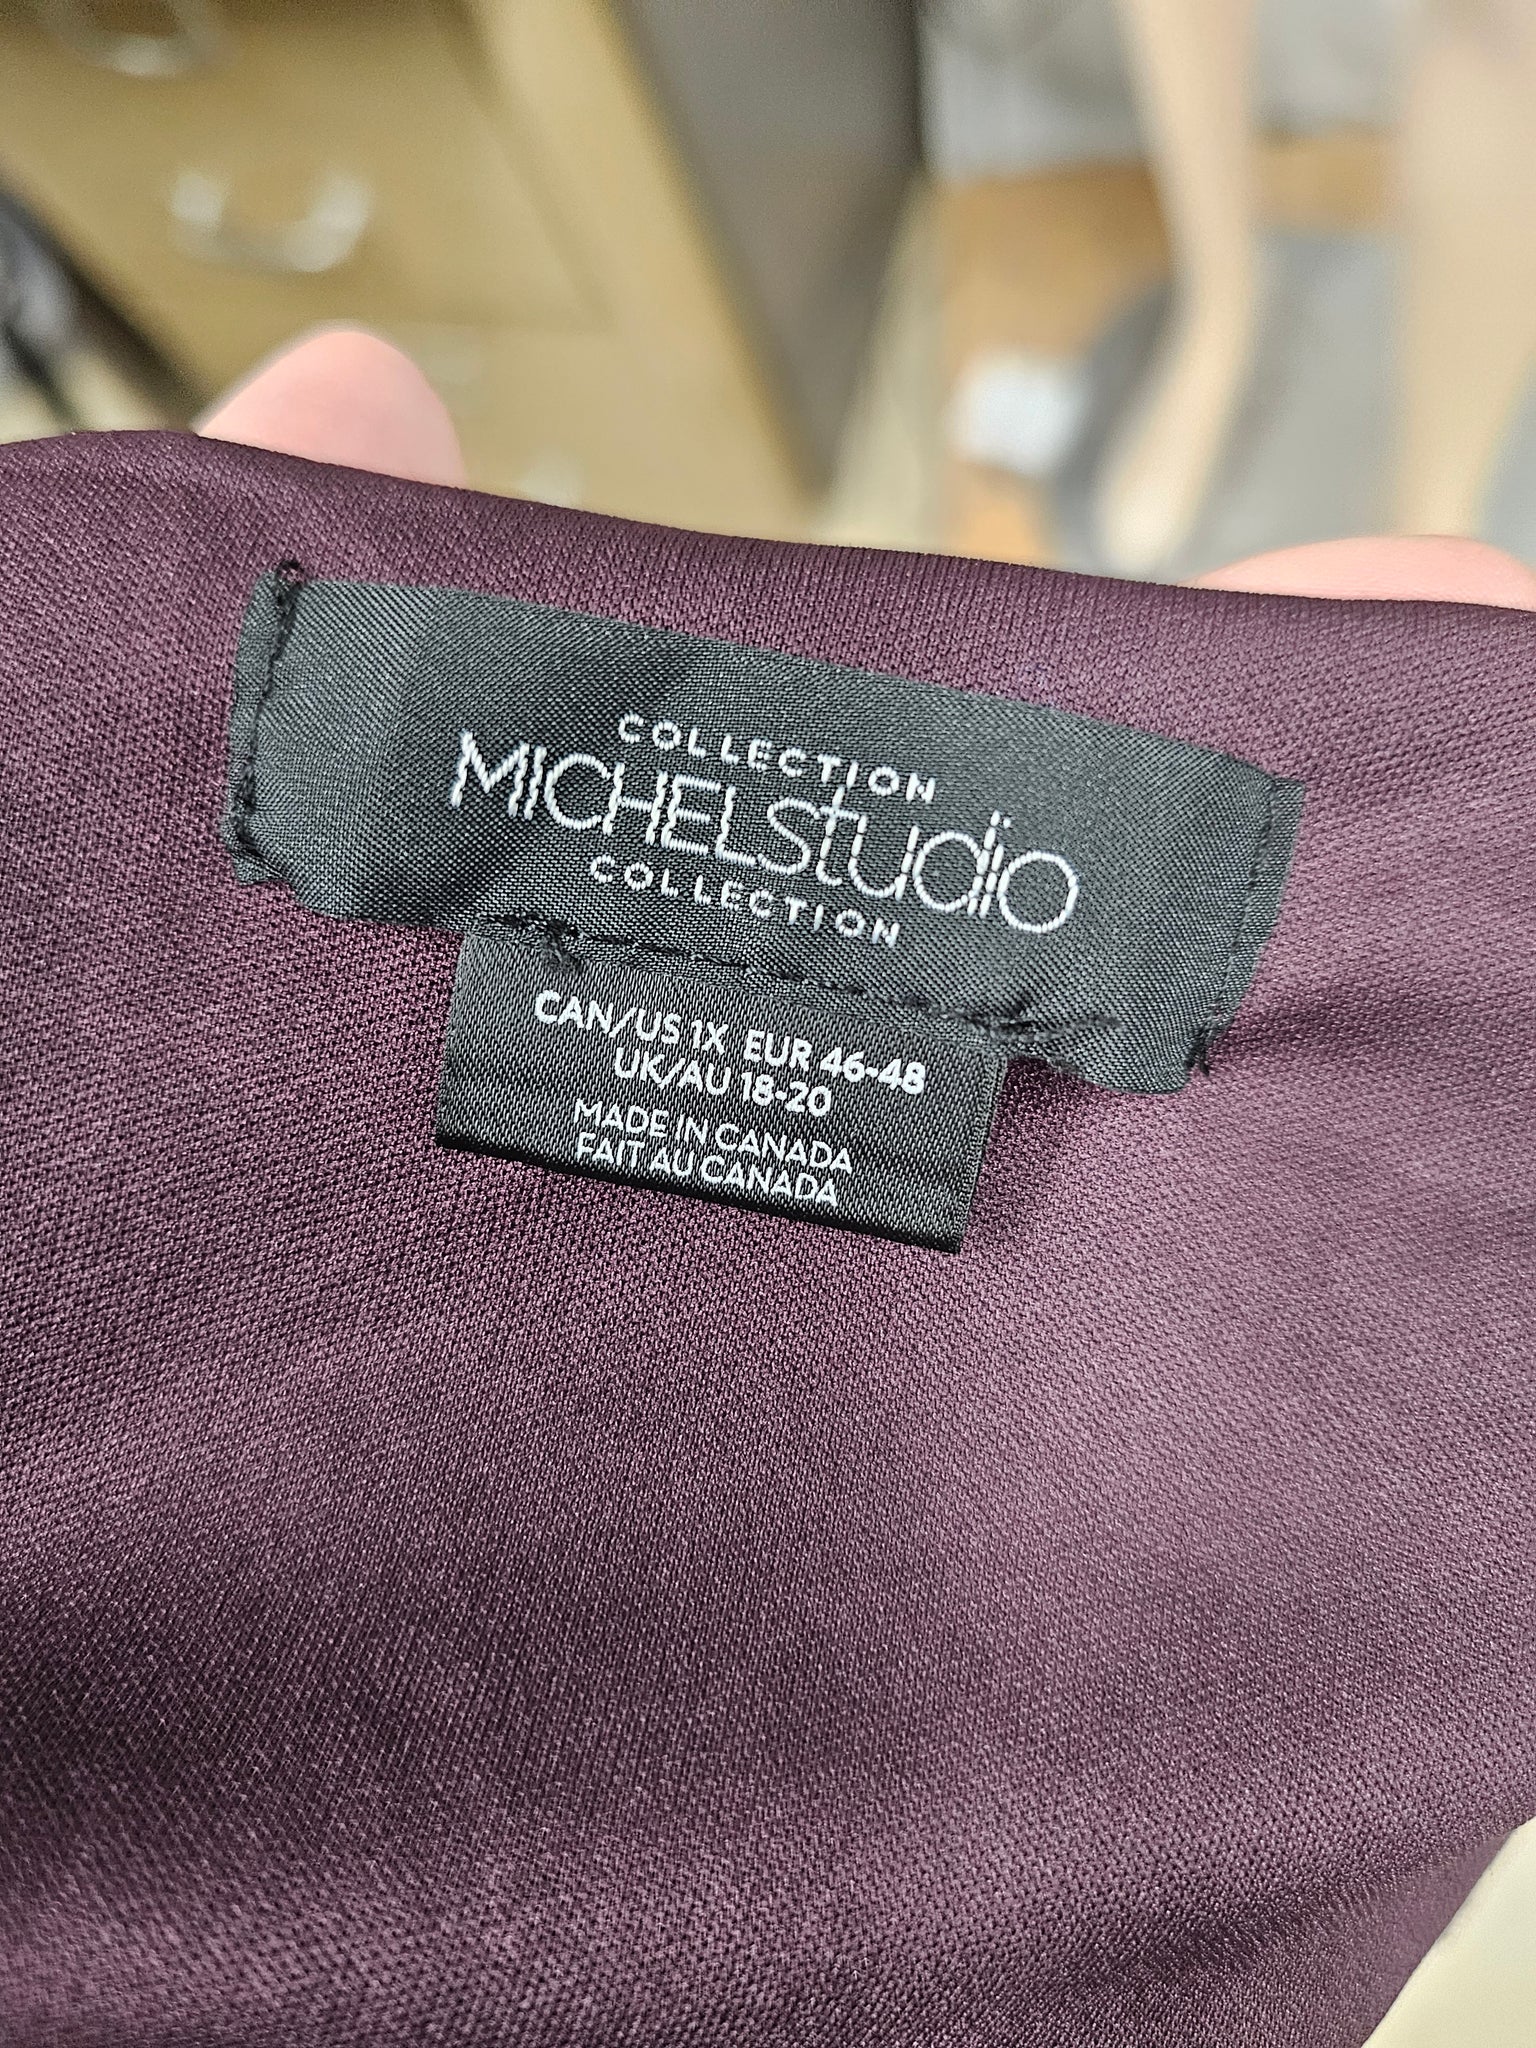 COLLECTION
MICHELstudio
COLLECTION
CAN/US 1X EUR 46-48
UK/AU 18-20
MADE IN CANADA
FAIT AU CANADA